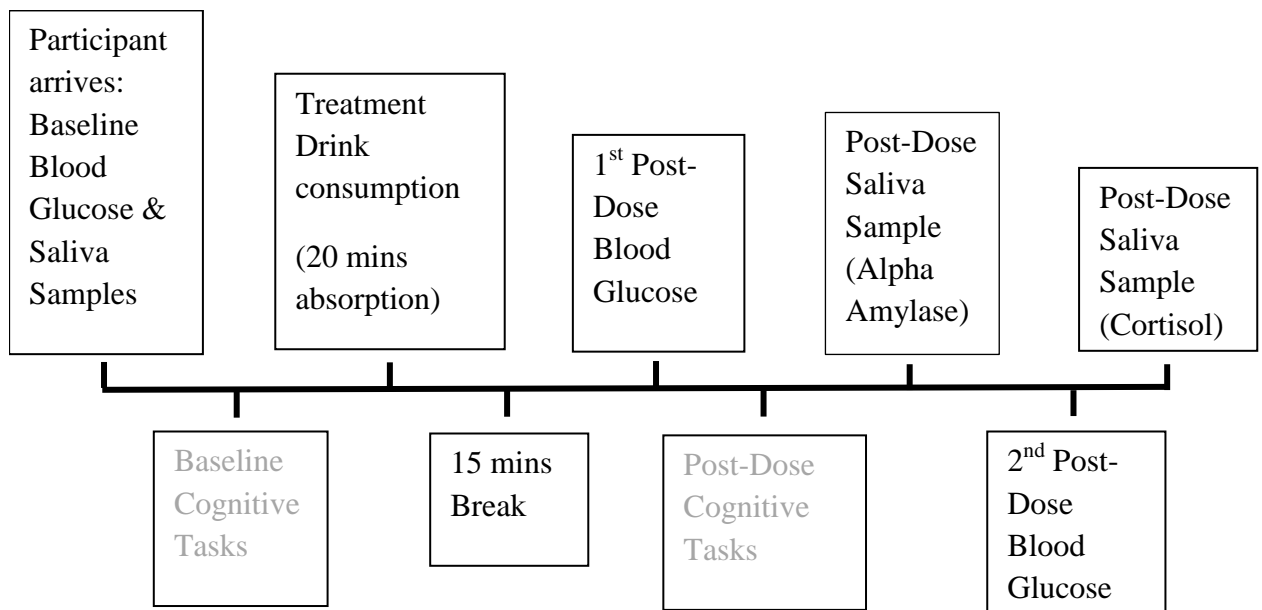 Participant
arrives:
Baseline
Blood
Glucose &
Saliva
Samples
Treatment
Drink
consumption
(20 mins
absorption)
1st Post-
Dose
Blood
Glucose
Post-Dose
Saliva
Sample
(Alpha
Amylase)
Post-Dose
Saliva
Sample
(Cortisol)
Baseline
Cognitive
Tasks
15 mins
Break
Post-Dose
Cognitive
Tasks
2nd Post-
Dose
Blood
Glucose